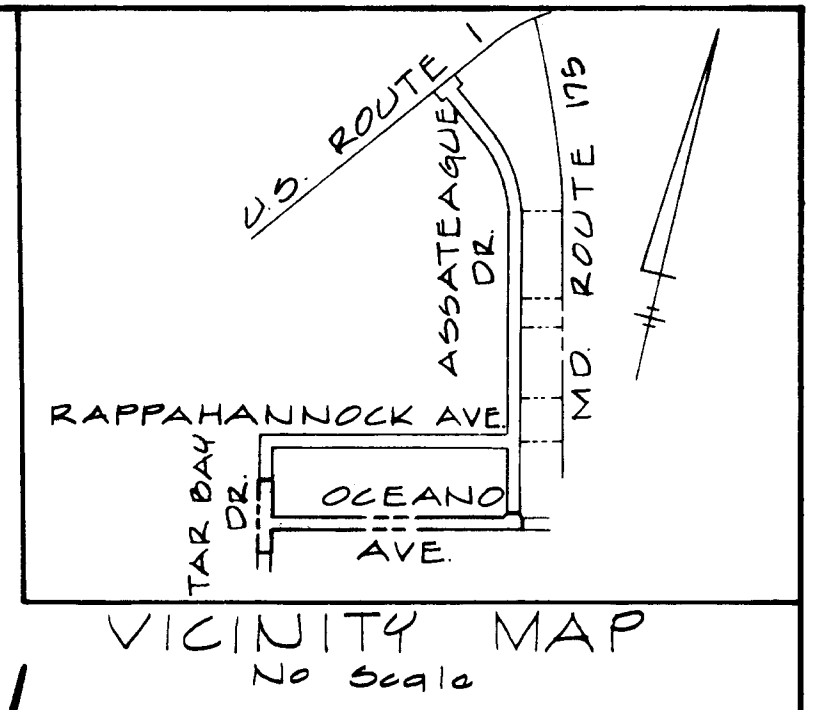 U.S. ROUTE 1
ASSATEAGUE
DR.
MD. ROUTE 175
RAPPAHANNOCK AVE.
TAR BAY
DR.
OCEANO
AVE.
VICINITY MAP
No Scale